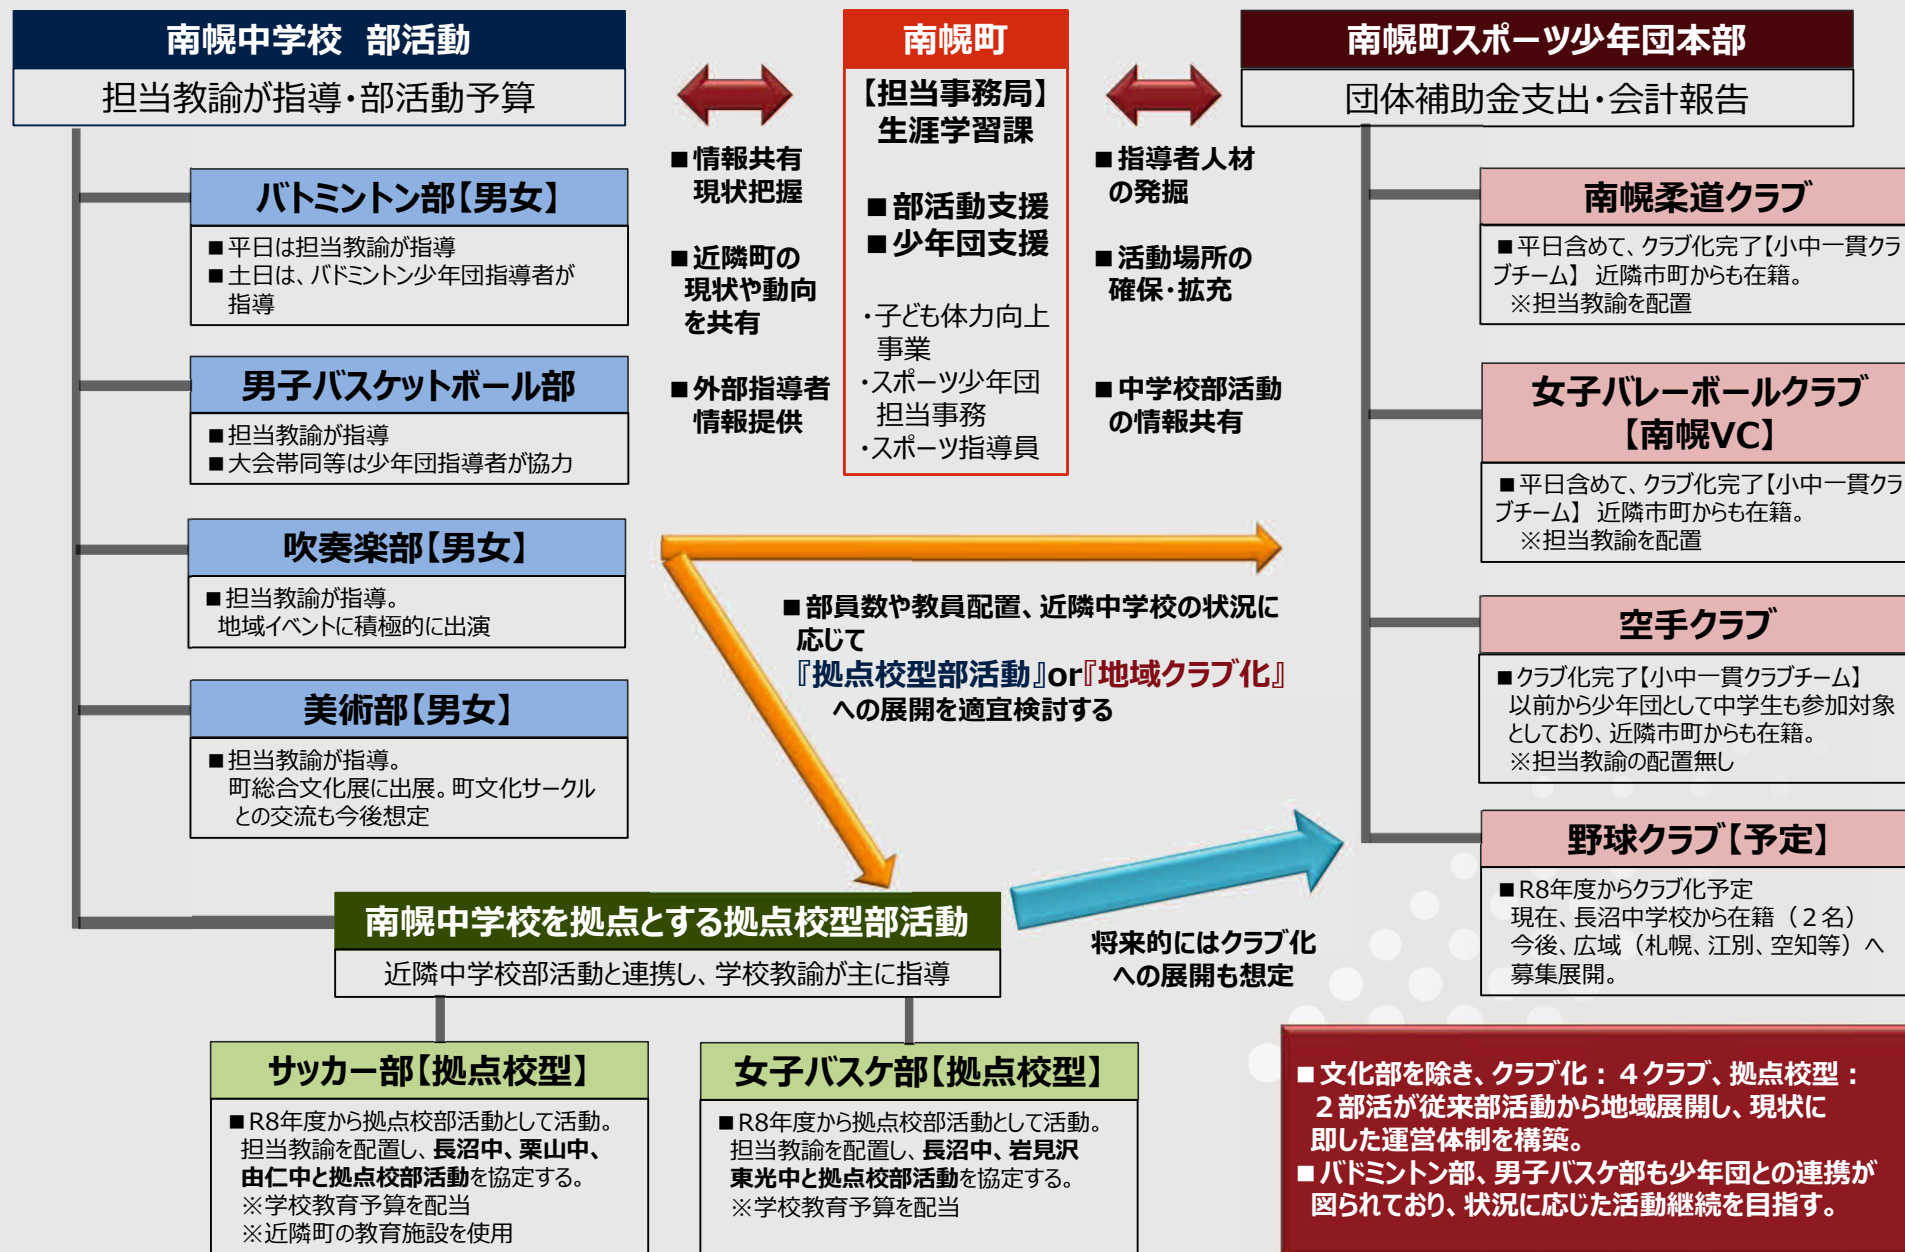 南幌中学校 部活動
担当教諭が指導・部活動予算
バトミントン部【男女】
■平日は担当教諭が指導
■土日は、バドミントン少年団指導者が
指導
男子バスケットボール部
■担当教諭が指導
■大会帯同等は少年団指導者が協力
吹奏楽部【男女】
■担当教諭が指導。
地域イベントに積極的に出演
美術部【男女】
■担当教諭が指導。
町総合文化展に出展。町文化サークル
との交流も今後想定
■情報共有
現状把握
■近隣町の
現状や動向
を共有
■外部指導者
情報提供
南幌町
【担当事務局】
生涯学習課
■部活動支援
■少年団支援
・子ども体力向上
事業
・スポーツ少年団
担当事務
・スポーツ指導員
■指導者人材
の発掘
■活動場所の
確保・拡充
■中学校部活動
の情報共有
南幌町スポーツ少年団本部
団体補助金支出・会計報告
南幌柔道クラブ
■平日含めて、クラブ化完了【小中一貫クラ
ブチーム】 近隣市町からも在籍。
※担当教諭を配置
女子バレーボールクラブ
【南幌VC】
■平日含めて、クラブ化完了【小中一貫クラ
ブチーム】 近隣市町からも在籍。
※担当教諭を配置
空手クラブ
■クラブ化完了【小中一貫クラブチーム】
以前から少年団として中学生も参加対象
としており、近隣市町からも在籍。
※担当教諭の配置無し
野球クラブ【予定】
■R8年度からクラブ化予定
現在、長沼中学校から在籍（２名）
今後、広域（札幌、江別、空知等）へ
募集展開。
■部員数や教員配置、近隣中学校の状況に
応じて
『拠点校型部活動』or『地域クラブ化』
への展開を適宜検討する
南幌中学校を拠点とする拠点校型部活動
近隣中学校部活動と連携し、学校教諭が主に指導
将来的にはクラブ化
への展開も想定
サッカー部【拠点校型】
■R8年度から拠点校部活動として活動。
担当教諭を配置し、長沼中、栗山中、
由仁中と拠点校部活動を協定する。
※学校教育予算を配当
※近隣町の教育施設を使用
女子バスケ部【拠点校型】
■R8年度から拠点校部活動として活動。
担当教諭を配置し、長沼中、岩見沢
東光中と拠点校部活動を協定する。
※学校教育予算を配当
■文化部を除き、クラブ化：４クラブ、拠点校型：
２部活が従来部活動から地域展開し、現状に
即した運営体制を構築。
■バドミントン部、男子バスケ部も少年団との連携が
図られており、状況に応じた活動継続を目指す。